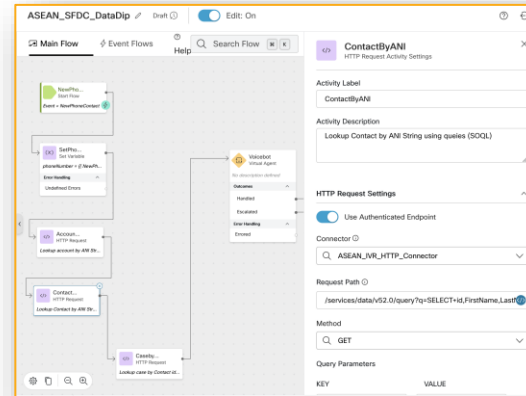 ASEAN_SFDC_DataDip
Draft
Edit: On
Main Flow
Event Flows
Help
Search Flow
⌘ K
NewPho...
Start Flow
Event = NewPhoneContact
SetPho...
Set Variable
phoneNumber = {{ NewPh...
Error Handling
Undefined Errors
Accoun...
HTTP Request
Lookup account by ANI Str...
Contact...
HTTP Request
Lookup Contact by ANI Str...
Caseby...
HTTP Request
Lookup case by Contact id...
Voicebot
Virtual Agent
No description defined
Outcomes
Handled
Escalated
Error Handling
Errored
ContactByANI
HTTP Request Activity Settings
Activity Label
ContactByANI
Activity Description
Lookup Contact by ANI String using queies (SOQL)
HTTP Request Settings
Use Authenticated Endpoint
Connector
ASEAN_IVR_HTTP_Connector
Request Path
/services/data/v52.0/query?q=SELECT+id,FirstName,Last
Method
GET
Query Parameters
KEY VALUE